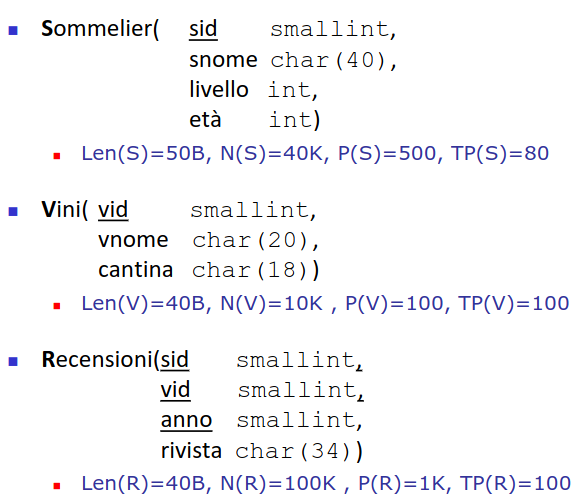 Sommelier( sid smallint,
snome char(40),
livello int,
età int)
Len(S)=50B, N(S)=40K, P(S)=500, TP(S)=80
Vini( vid smallint,
vnome char(20),
cantina char(18))
Len(V)=40B, N(V)=10K , P(V)=100, TP(V)=100
Recensioni(sid smallint,
vid smallint,
anno smallint,
rivista char(34))
Len(R)=40B, N(R)=100K , P(R)=1K, TP(R)=100